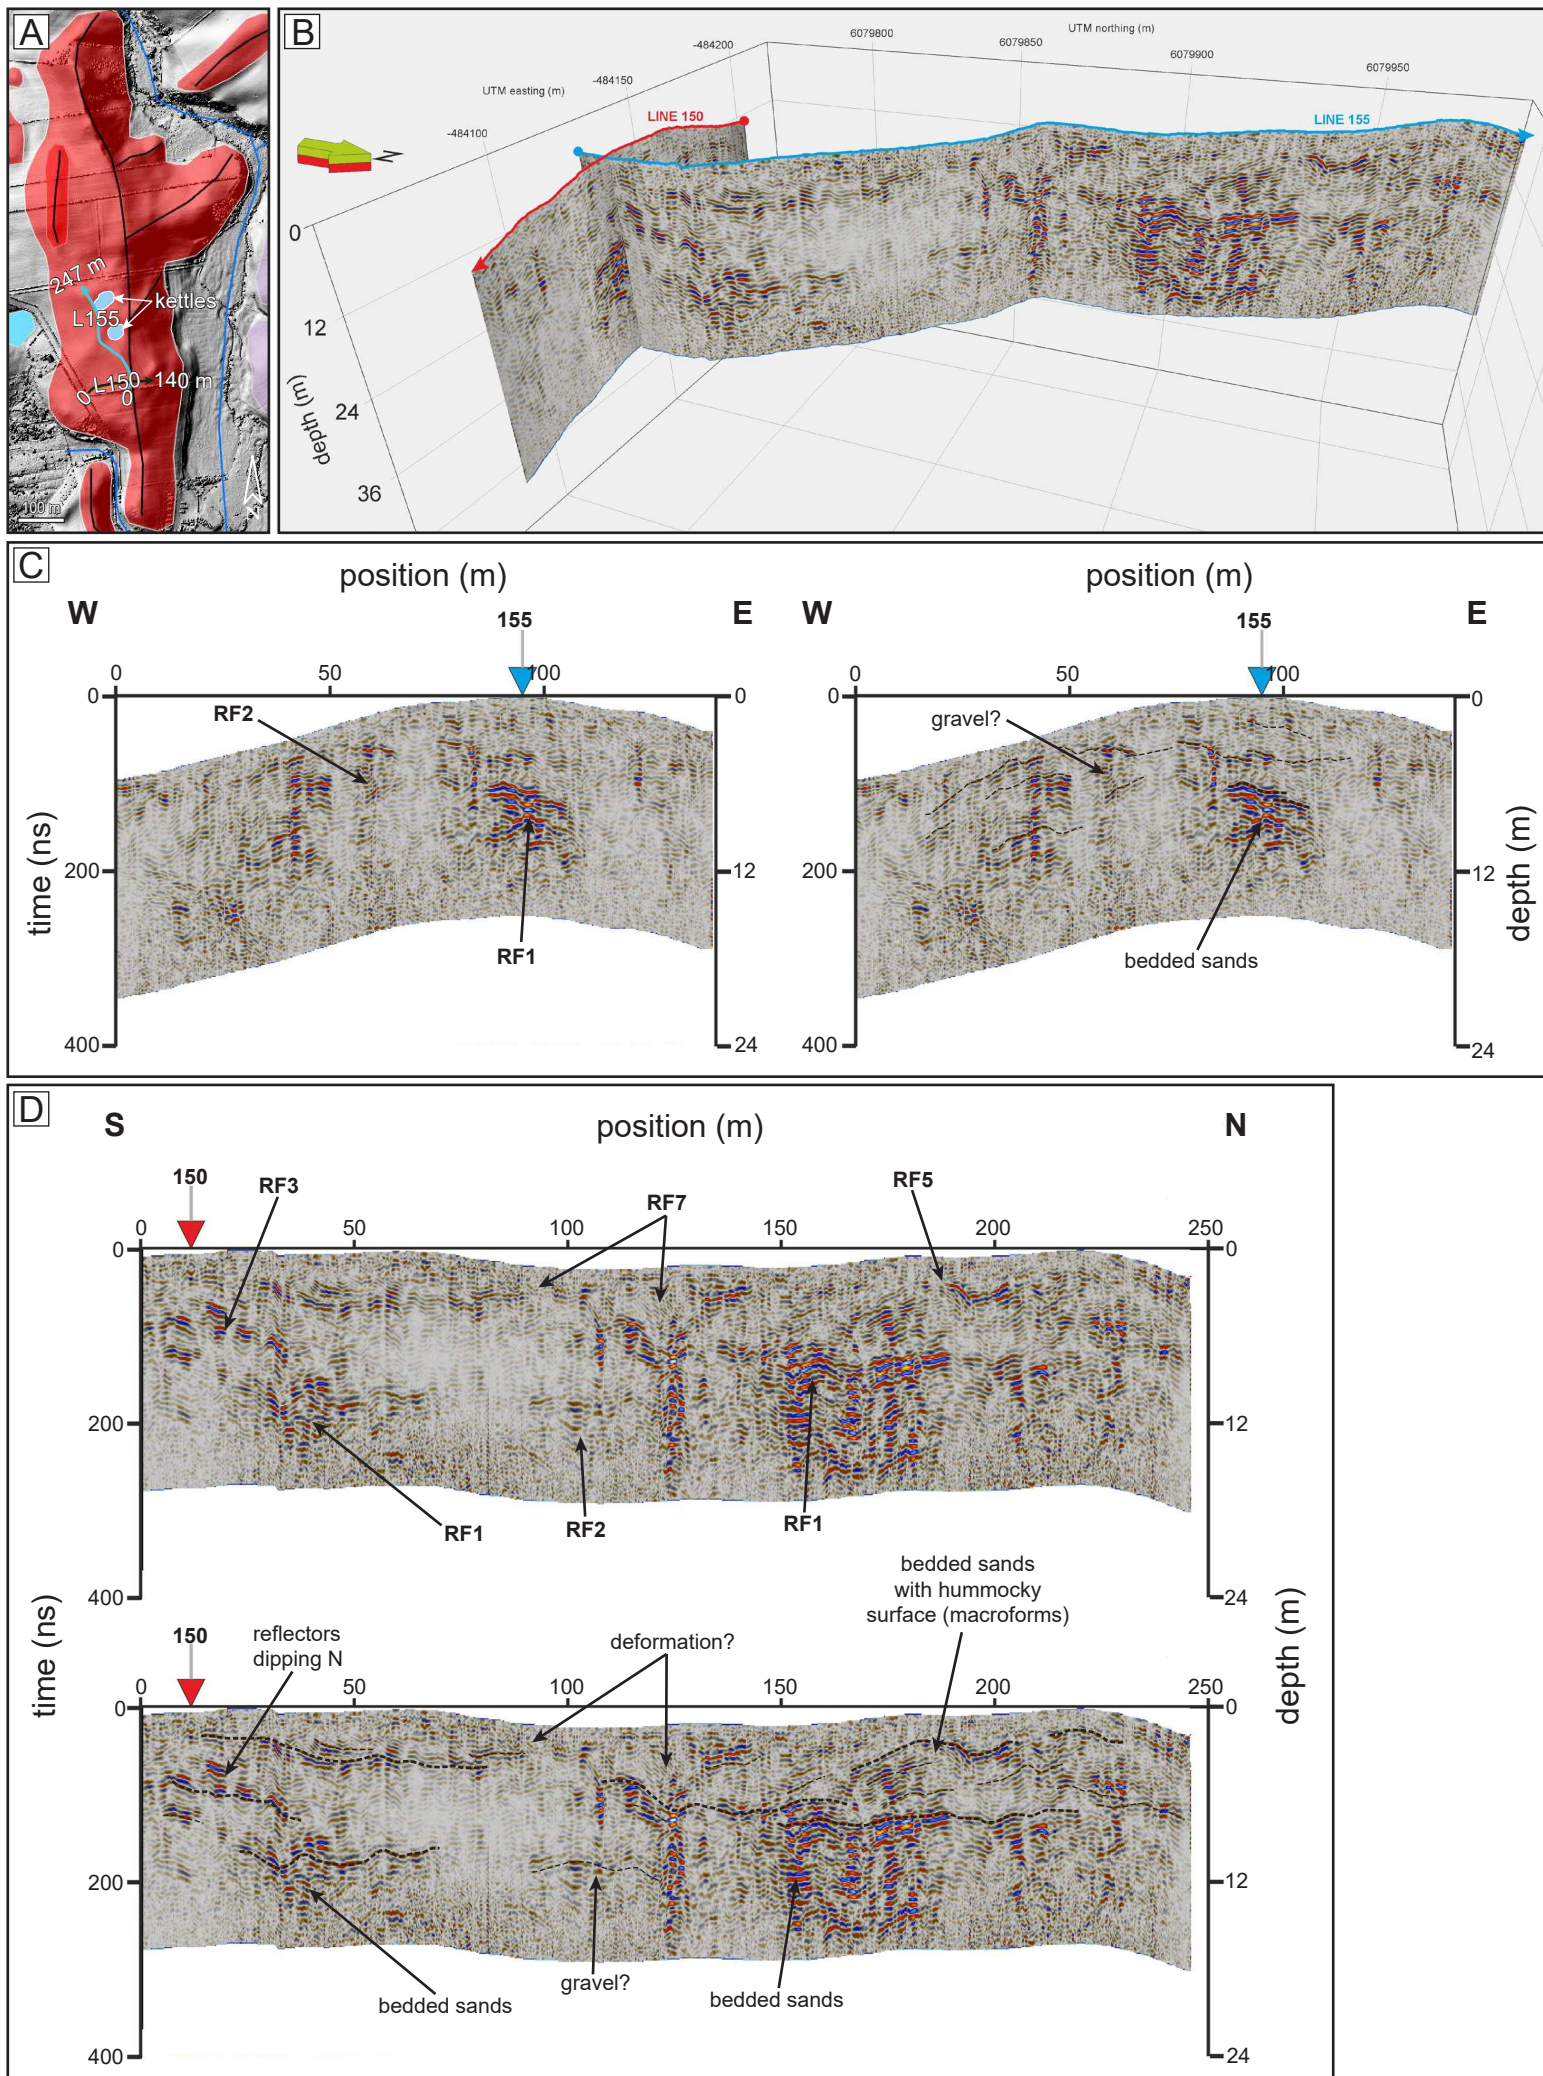 A
247 m
kettles
L155
L150
140 m
0
0
100 m
N
B
UTM northing (m)
6079800
6079850
6079900
6079950
-484200
-484150
-484100
UTM easting (m)
LINE 150
LINE 155
N
0
12
24
36
depth (m)
C
position (m)
position (m)
W
E
W
E
155
155
0
50
100
0
50
100
0
0
0
0
RF2
gravel?
time (ns)
depth (m)
200
12
200
12
RF1
bedded sands
400
24
400
24
D
S
position (m)
N
150
RF3
RF7
RF5
0
50
100
150
200
250
0
0
200
12
RF1
RF2
RF1
400
24
bedded sands
with hummocky
surface (macroforms)
time (ns)
depth (m)
150
reflectors
dipping N
deformation?
0
50
100
150
200
250
0
0
200
12
bedded sands
gravel?
bedded sands
400
24